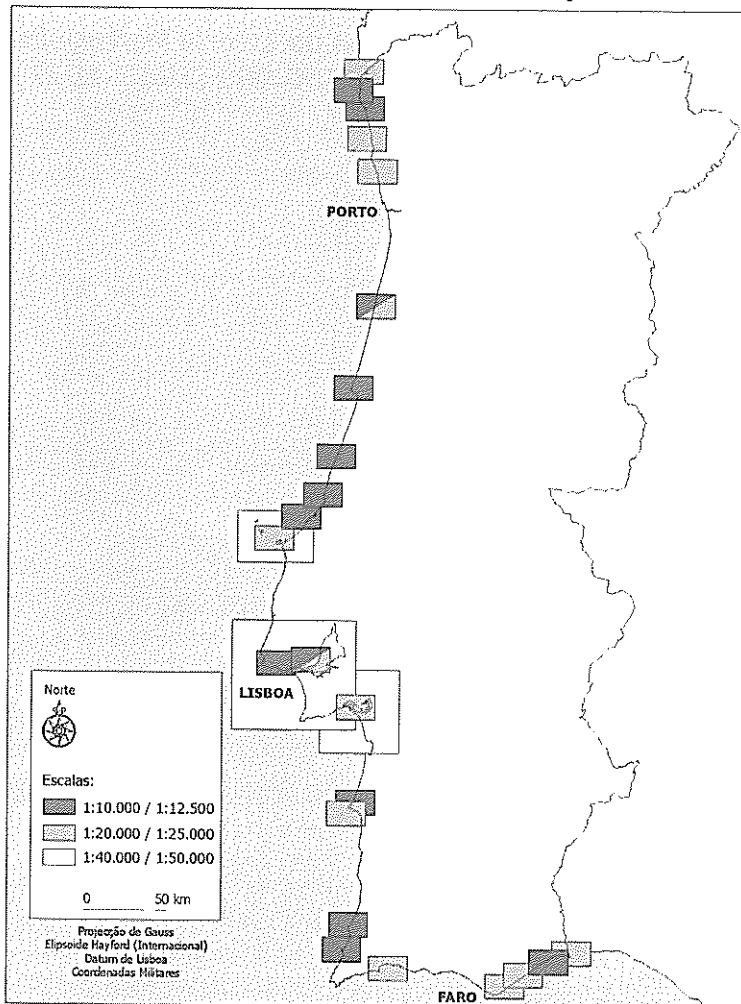 PORTO
LISBOA
Norte
Escalas:
1:10.000 / 1:12.500
1:20.000 / 1:25.000
1:40.000 / 1:50.000
0 50 km
Projecção de Gauss
Elipsoide Hayford (Internacional)
Datum de Lisboa
Coordenadas Militares
FARO